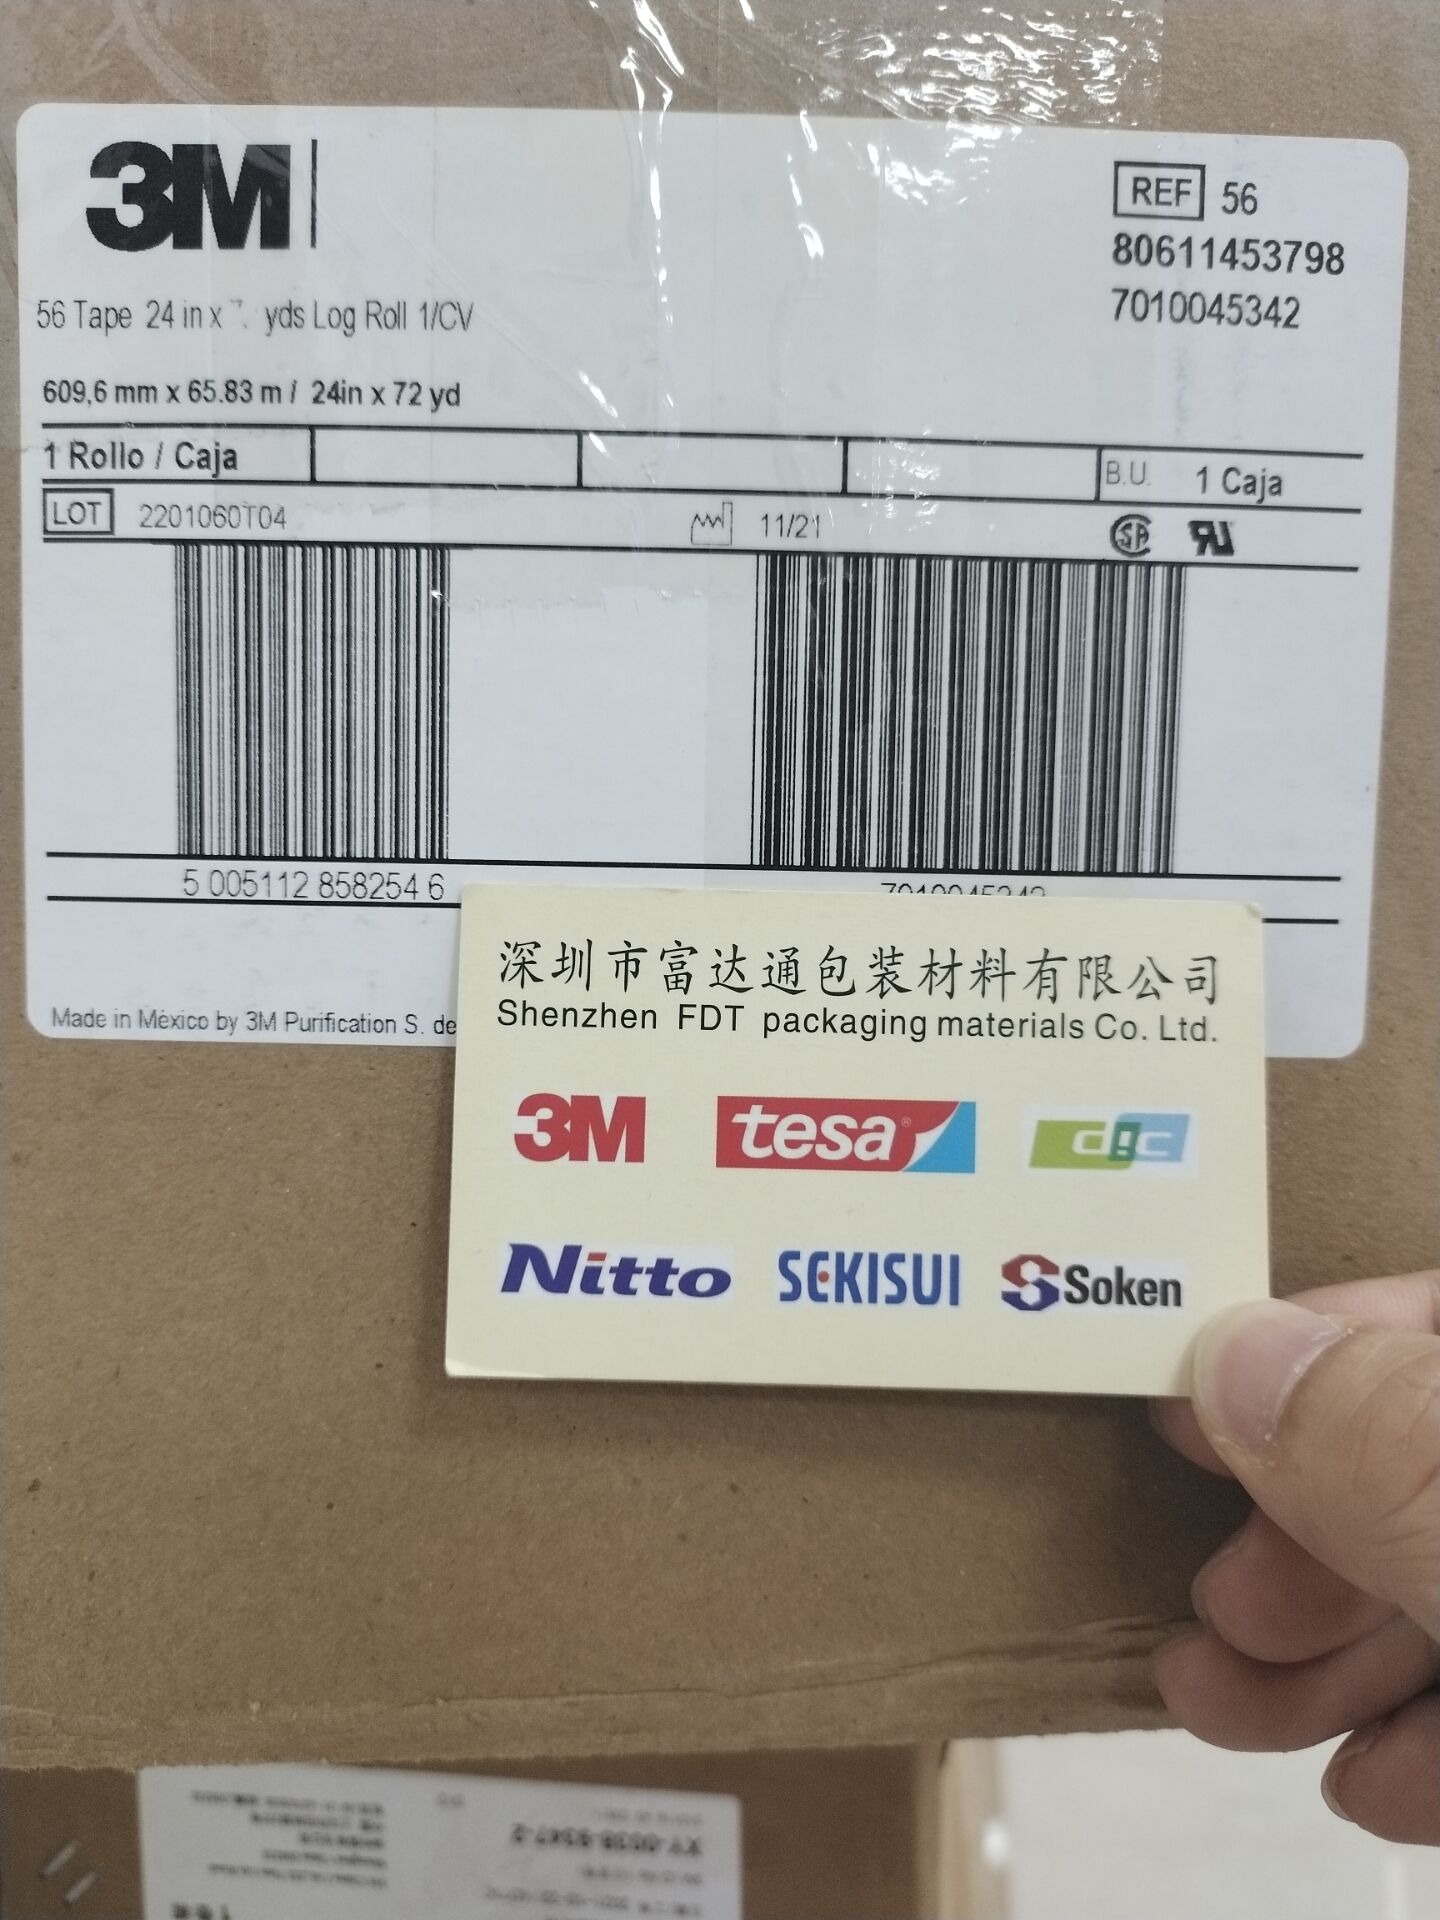 3M
REF 56
80611453798
7010045342
56 Tape 24 in x yds Log Roll 1/CV
609,6 mm x 65.83 m / 24in x 72 yd
1 Rollo / Caja
B.U. 1 Caja
LOT 2201060T04
11/21
5 005112 858254 6
7010045342
Made in México by 3M Purification S. de
深圳市富达通包装材料有限公司
Shenzhen FDT packaging materials Co. Ltd.
3M tesa dgc
Nitto SEKISUI Soken